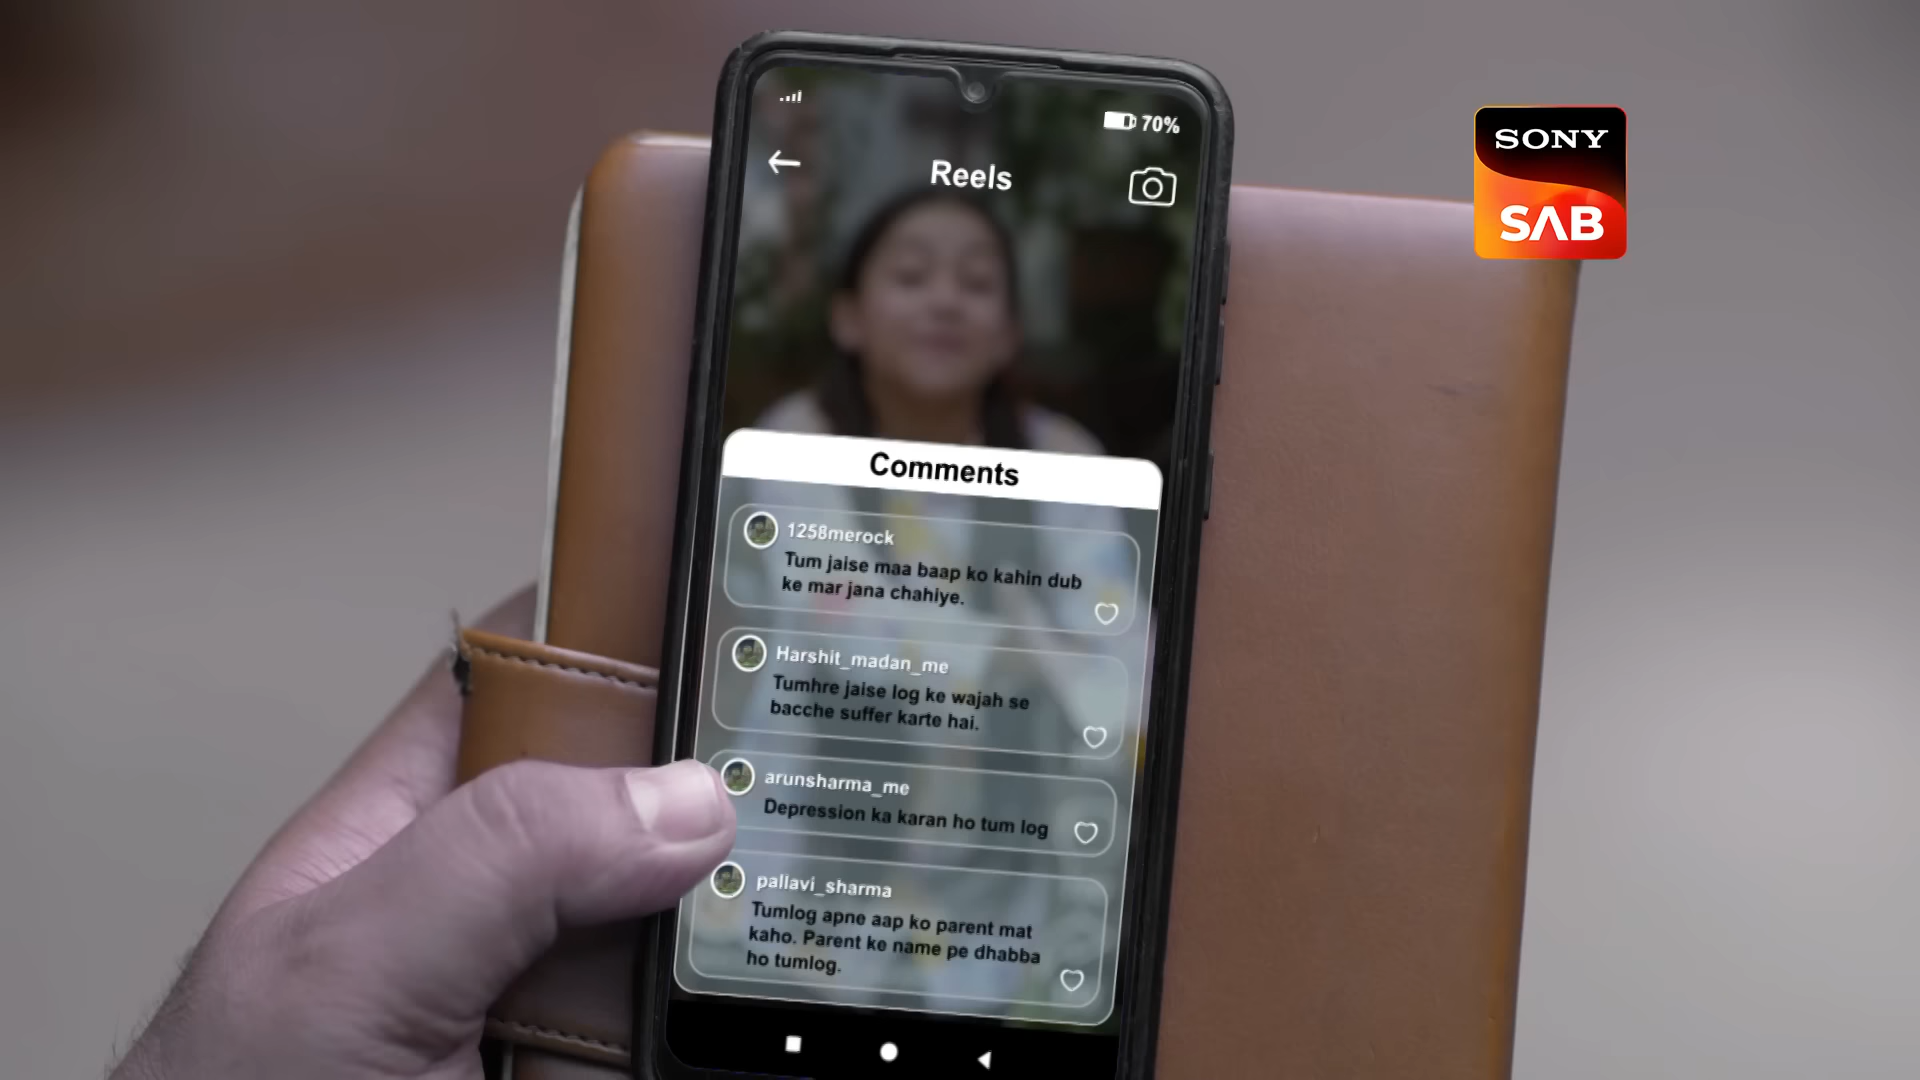 70%
Reels
SONY
SAB
Comments
1258merock
Tum jaise maa baap ko kahin dub
ke mar jana chahiye.
Harshit_madan_me
Tumhre jaise log ke wajah se
bacche suffer karte hai.
arunsharma_me
Depression ka karan ho tum log
pallavi_sharma
Tumlog apne aap ko parent mat
kaho. Parent ke name pe dhabba
ho tumlog.